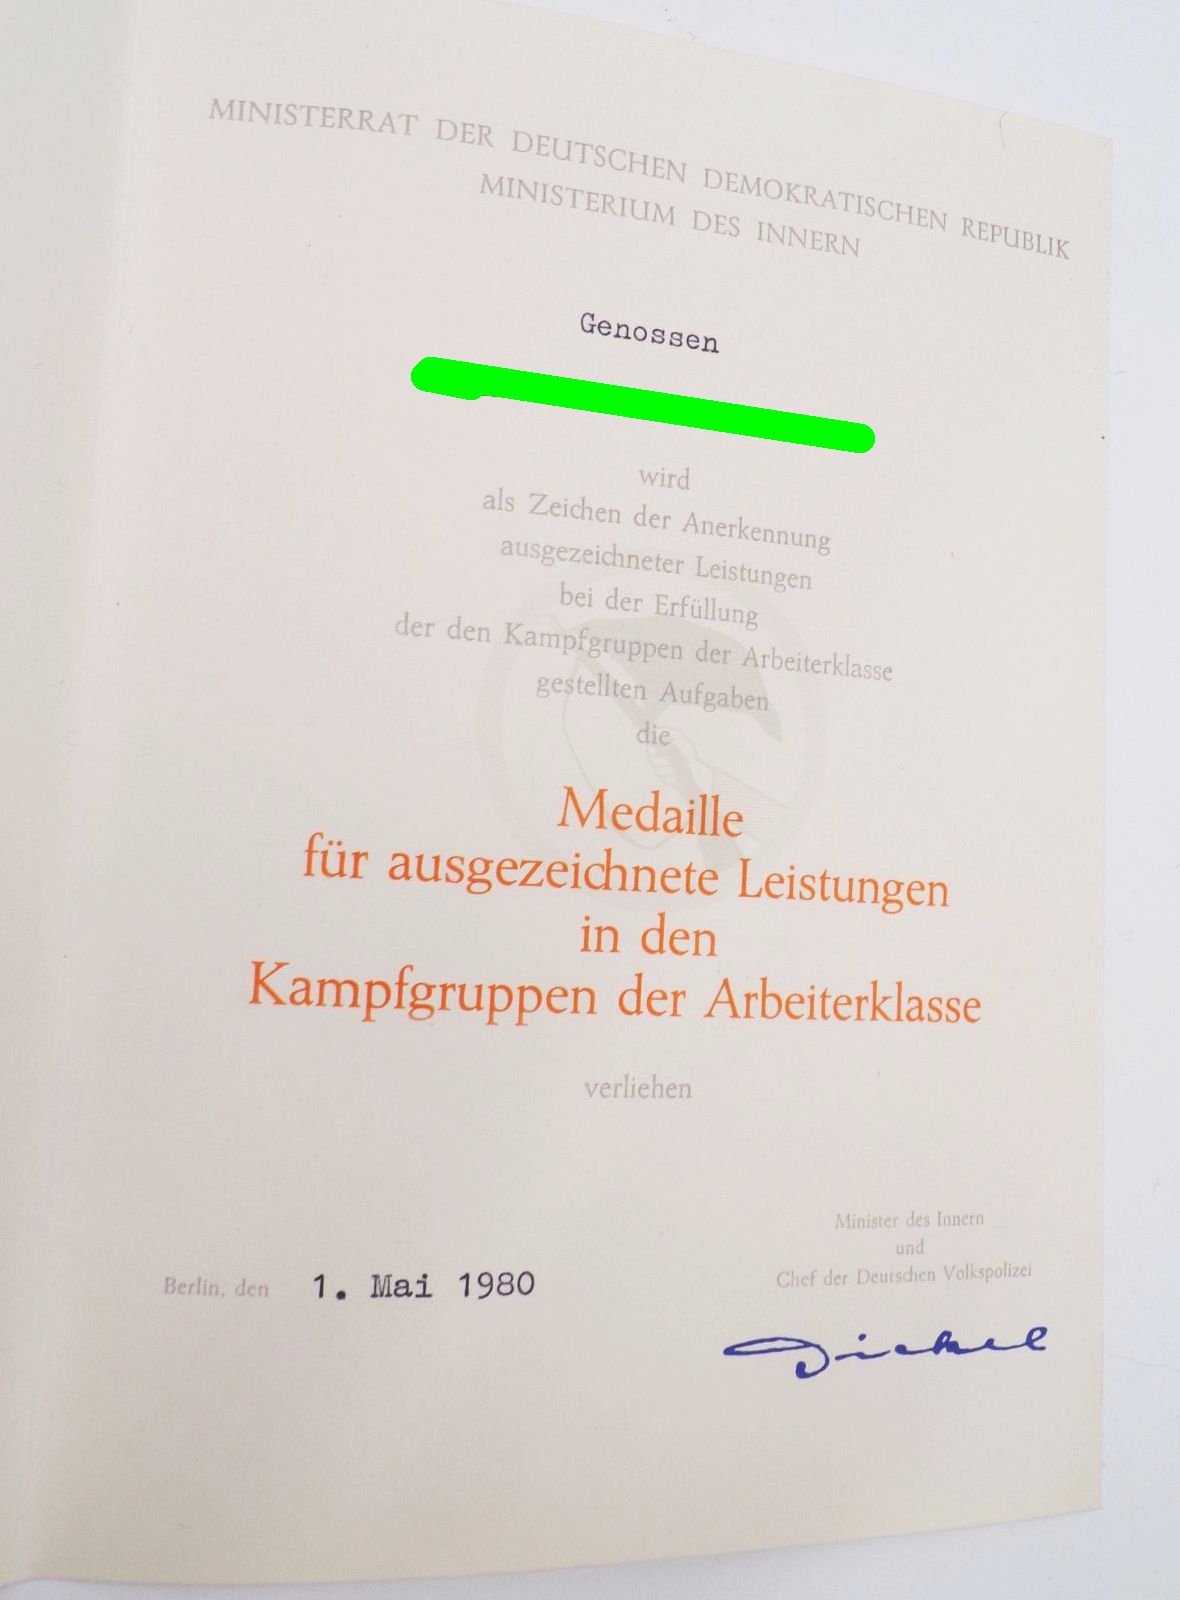 MINISTERRAT DER DEUTSCHEN DEMOKRATISCHEN REPUBLIK
MINISTERIUM DES INNERN
Genossen
wird
als Zeichen der Anerkennung
ausgezeichneter Leistungen
bei der Erfüllung
der den Kampfgruppen der Arbeiterklasse
gestellten Aufgaben
die
Medaille
für ausgezeichnete Leistungen
in den
Kampfgruppen der Arbeiterklasse
verliehen
Minister des Innern
und
Chef der Deutschen Volkspolizei
Berlin, den 1. Mai 1980
Dickel